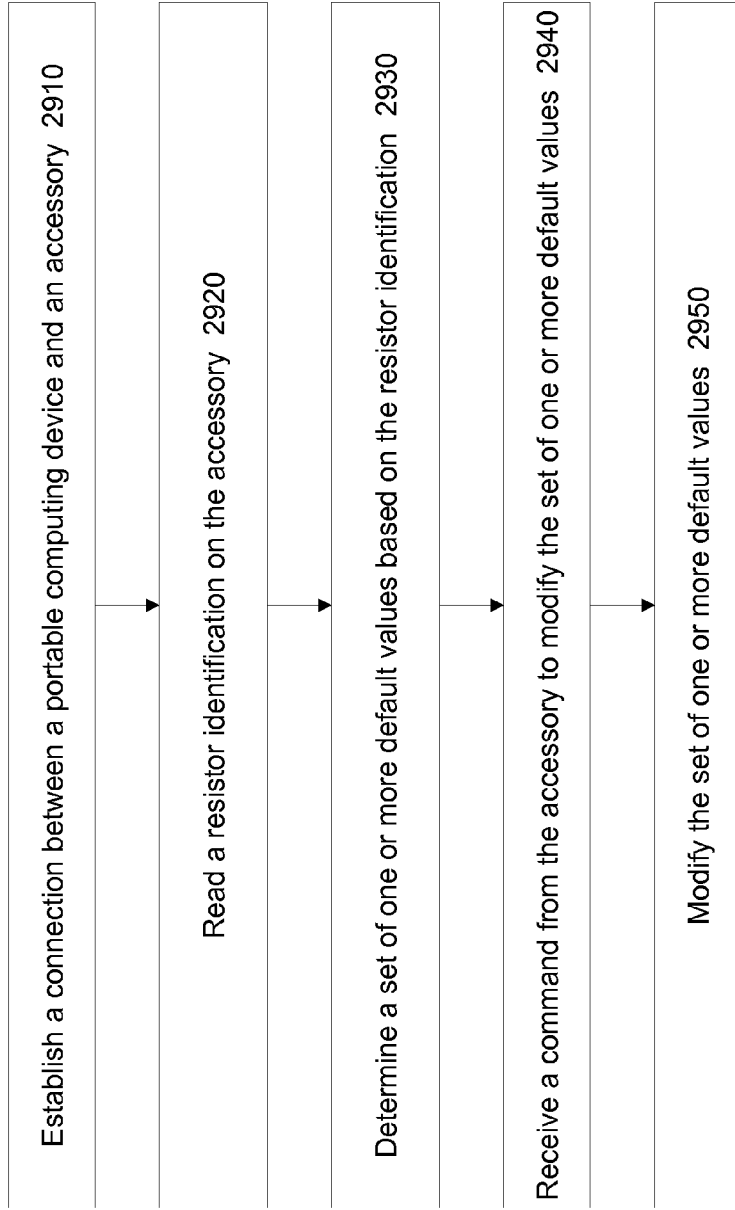 Establish a connection between a portable computing device and an accessory 2910
Read a resistor identification on the accessory 2920
Determine a set of one or more default values based on the resistor identification 2930
Receive a command from the accessory to modify the set of one or more default values 2940
Modify the set of one or more default values 2950